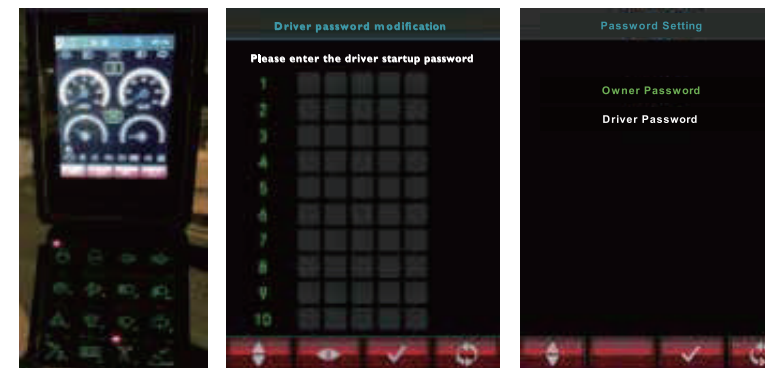 Driver password modification
Please enter the driver startup password
1
2
3
4
5
6
7
8
9
10
Password Setting
Owner Password
Driver Password